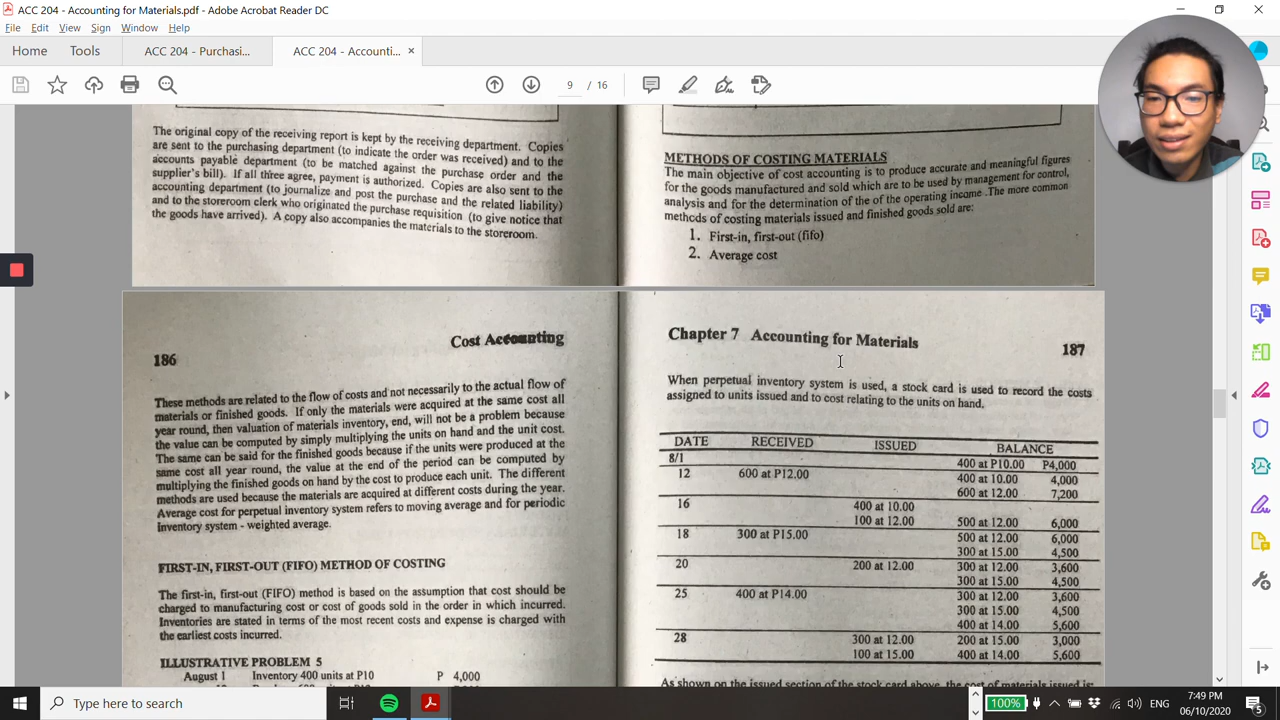 ACC 204 - Accounting for Materials.pdf - Adobe Acrobat Reader DC
File Edit View Sign Window Help
Home Tools ACC 204 - Purchasi... ACC 204 - Accounti... ×
9 / 16
The original copy of the receiving report is kept by the receiving department. Copies
are sent to the purchasing department (to indicate the order was received) and to the
accounts payable department (to be matched against the purchase order and the
supplier's bill). If all three agree, payment is authorized. Copies are also sent to the
accounting department (to journalize and post the purchase and the related liability)
and to the storeroom clerk who originated the purchase requisition (to give notice that
the goods have arrived). A copy also accompanies the materials to the storeroom.
METHODS OF COSTING MATERIALS
The main objective of cost accounting is to produce accurate and meaningful figures
for the goods manufactured and sold which are to be used by management for control,
analysis and for the determination of the of the operating income .The more common
methods of costing materials issued and finished goods sold are:
1. First-in, first-out (fifo)
2. Average cost
186
Cost Accounting
These methods are related to the flow of costs and not necessarily to the actual flow of
materials or finished goods. If only the materials were acquired at the same cost all
year round, then valuation of materials inventory, end, will not be a problem because
the value can be computed by simply multiplying the units on hand and the unit cost.
The same can be said for the finished goods because if the units were produced at the
same cost all year round, the value at the end of the period can be computed by
multiplying the finished goods on hand by the cost to produce each unit. The different
methods are used because the materials are acquired at different costs during the year.
Average cost for perpetual inventory system refers to moving average and for periodic
inventory system - weighted average.
FIRST-IN, FIRST-OUT (FIFO) METHOD OF COSTING
The first-in, first-out (FIFO) method is based on the assumption that cost should be
charged to manufacturing cost or cost of goods sold in the order in which incurred.
Inventories are stated in terms of the most recent costs and expense is charged with
the earliest costs incurred.
ILLUSTRATIVE PROBLEM 5
August 1 Inventory 400 units at P10 P 4,000
Chapter 7 Accounting for Materials
187
When perpetual inventory system is used, a stock card is used to record the costs
assigned to units issued and to cost relating to the units on hand.
DATE RECEIVED ISSUED BALANCE
8/1 400 at P10.00 P4,000
12 600 at P12.00 400 at 10.00 4,000
600 at 12.00 7,200
16 400 at 10.00
100 at 12.00 500 at 12.00 6,000
18 300 at P15.00 500 at 12.00 6,000
300 at 15.00 4,500
20 200 at 12.00 300 at 12.00 3,600
300 at 15.00 4,500
25 400 at P14.00 300 at 12.00 3,600
300 at 15.00 4,500
400 at 14.00 5,600
28 300 at 12.00 200 at 15.00 3,000
100 at 15.00 400 at 14.00 5,600
As shown on the issued section of the stock card above, the cost of materials issued is:
Type here to search
100%
ENG
7:49 PM
06/10/2020
5